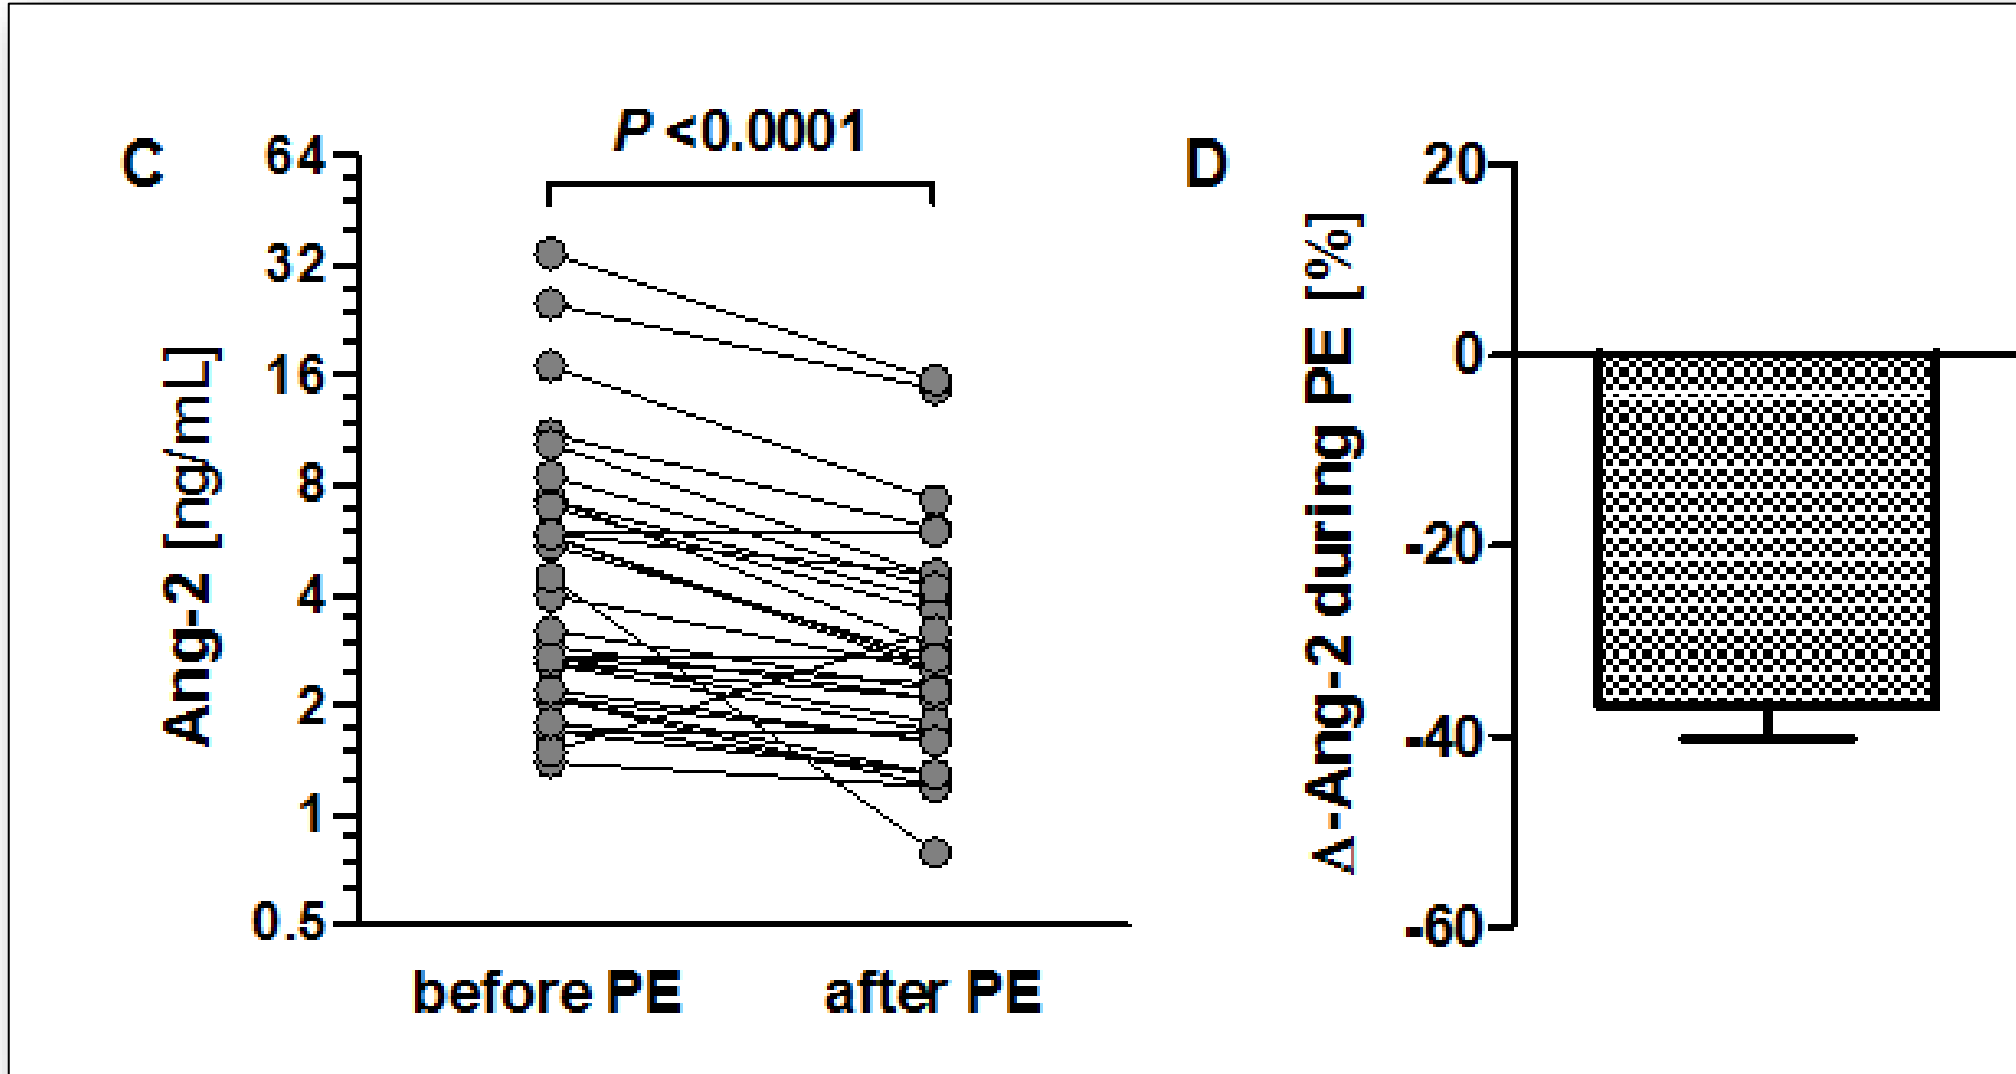 C
P <0.0001
Ang-2 [ng/mL]
64
32
16
8
4
2
1
0.5
before PE
after PE
D
Δ-Ang-2 during PE [%]
20
0
-20
-40
-60